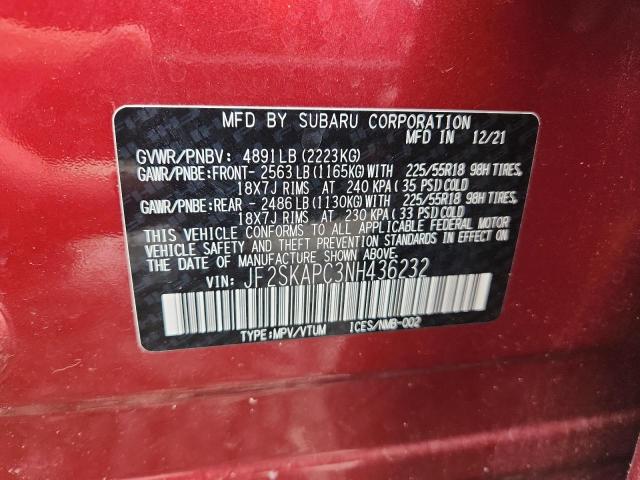 MFD BY SUBARU CORPORATION
MFD IN 12/21
GVWR/PNBV: 4891LB (2223KG)
GAWR/PNBE:FRONT- 2563LB (1165KG)WITH 225/55R18 98H TIRES,
18X7J RIMS AT 240 KPA (35 PSI)COLD
GAWR/PNBE:REAR - 2486LB (1130KG)WITH 225/55R18 98H TIRES,
18X7J RIMS AT 230 KPA (33 PSI)COLD
THIS VEHICLE CONFORMS TO ALL APPLICABLE FEDERAL MOTOR
VEHICLE SAFETY AND THEFT PREVENTION STANDARDS IN EFFECT ON
THE DATE OF MANUFACTURE SHOWN ABOVE.
VIN: JF2SKAPC3NH436232
TYPE:MPV/VTUM ICES/NMB-002